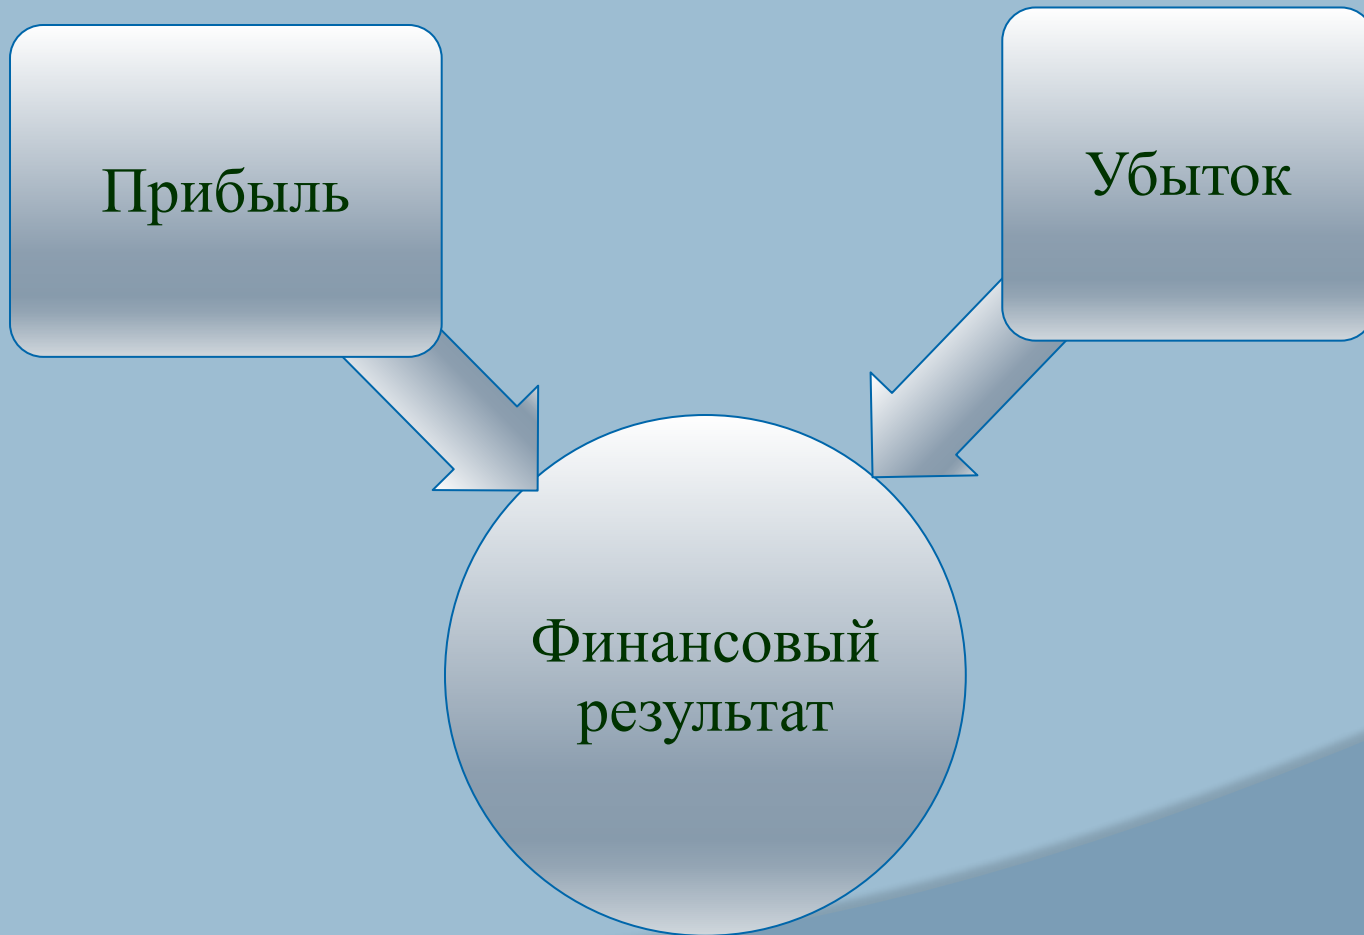 Прибыль
Убыток
Финансовый
результат